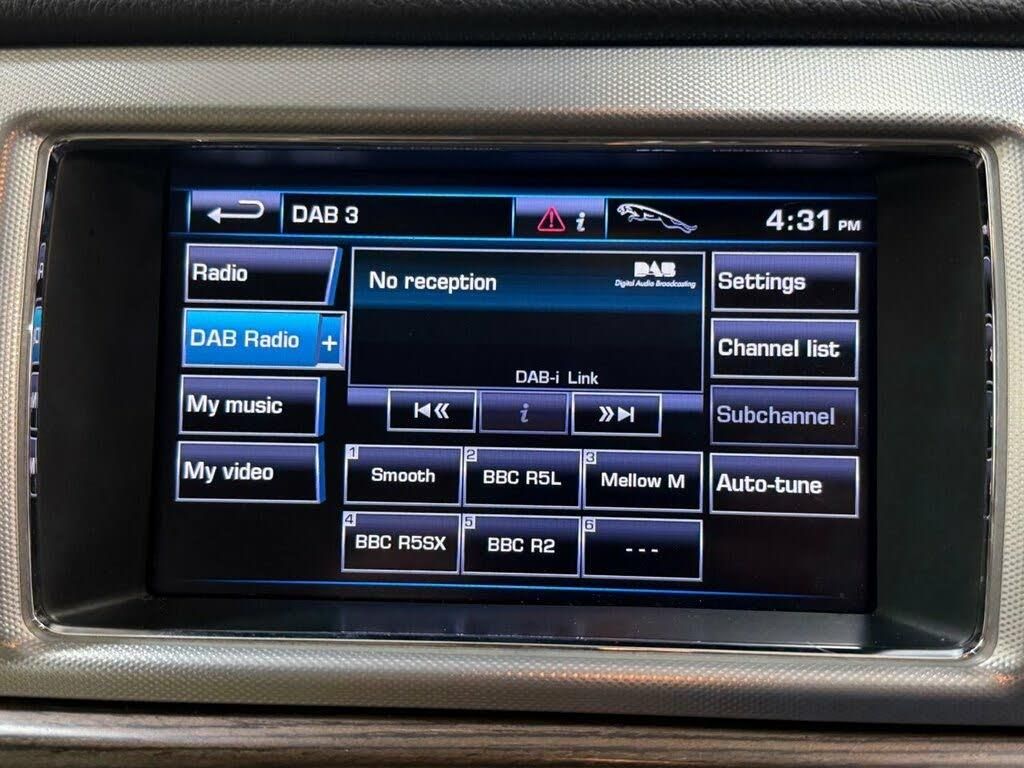 DAB 3
i
4:31 PM
Radio
DAB Radio +
My music
My video
No reception
DAB
Digital Audio Broadcasting
DAB-i Link
i
1 Smooth
2 BBC R5L
3 Mellow M
4 BBC R5SX
5 BBC R2
6 ---
Settings
Channel list
Subchannel
Auto-tune